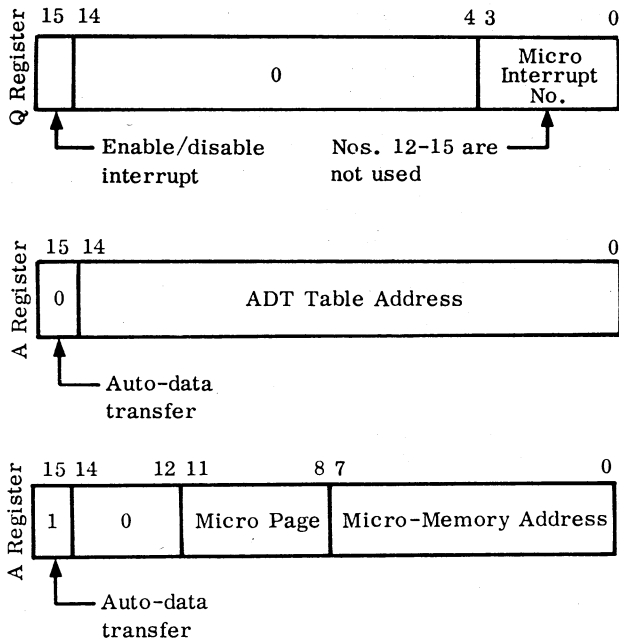 15 14 4 3 0
Q Register
0
Micro
Interrupt
No.
Enable/disable
interrupt
Nos. 12-15 are
not used
15 14 0
A Register
0
ADT Table Address
Auto-data
transfer
15 14 12 11 8 7 0
A Register
1 0 Micro Page Micro-Memory Address
Auto-data
transfer